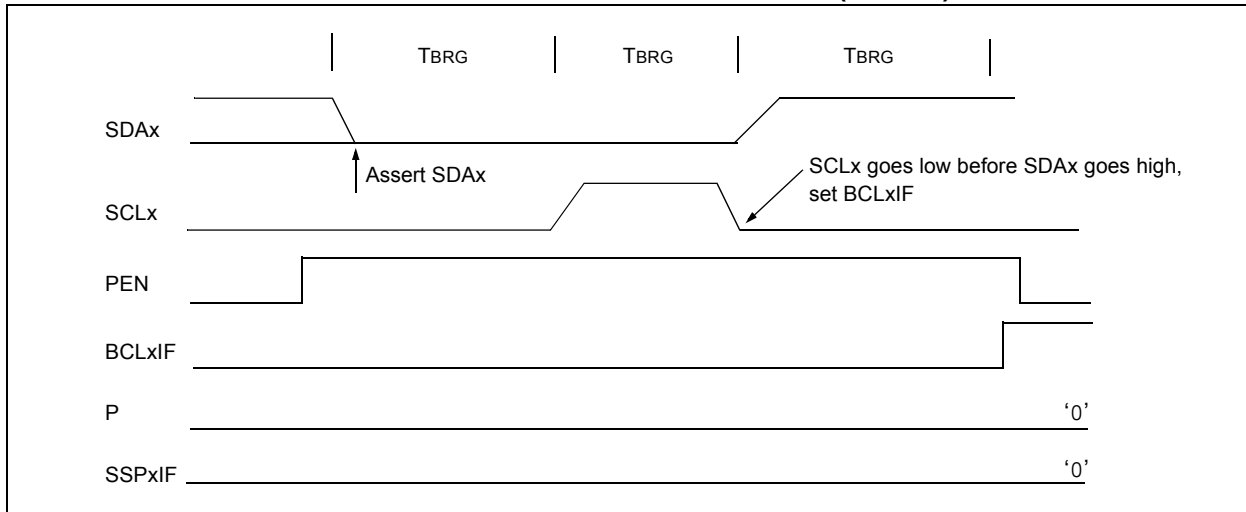 TBRG TBRG TBRG
SDAx
Assert SDAx
SCLx goes low before SDAx goes high,
set BCLxIF
SCLx
PEN
BCLxIF
P
‘0’
SSPxIF
‘0’